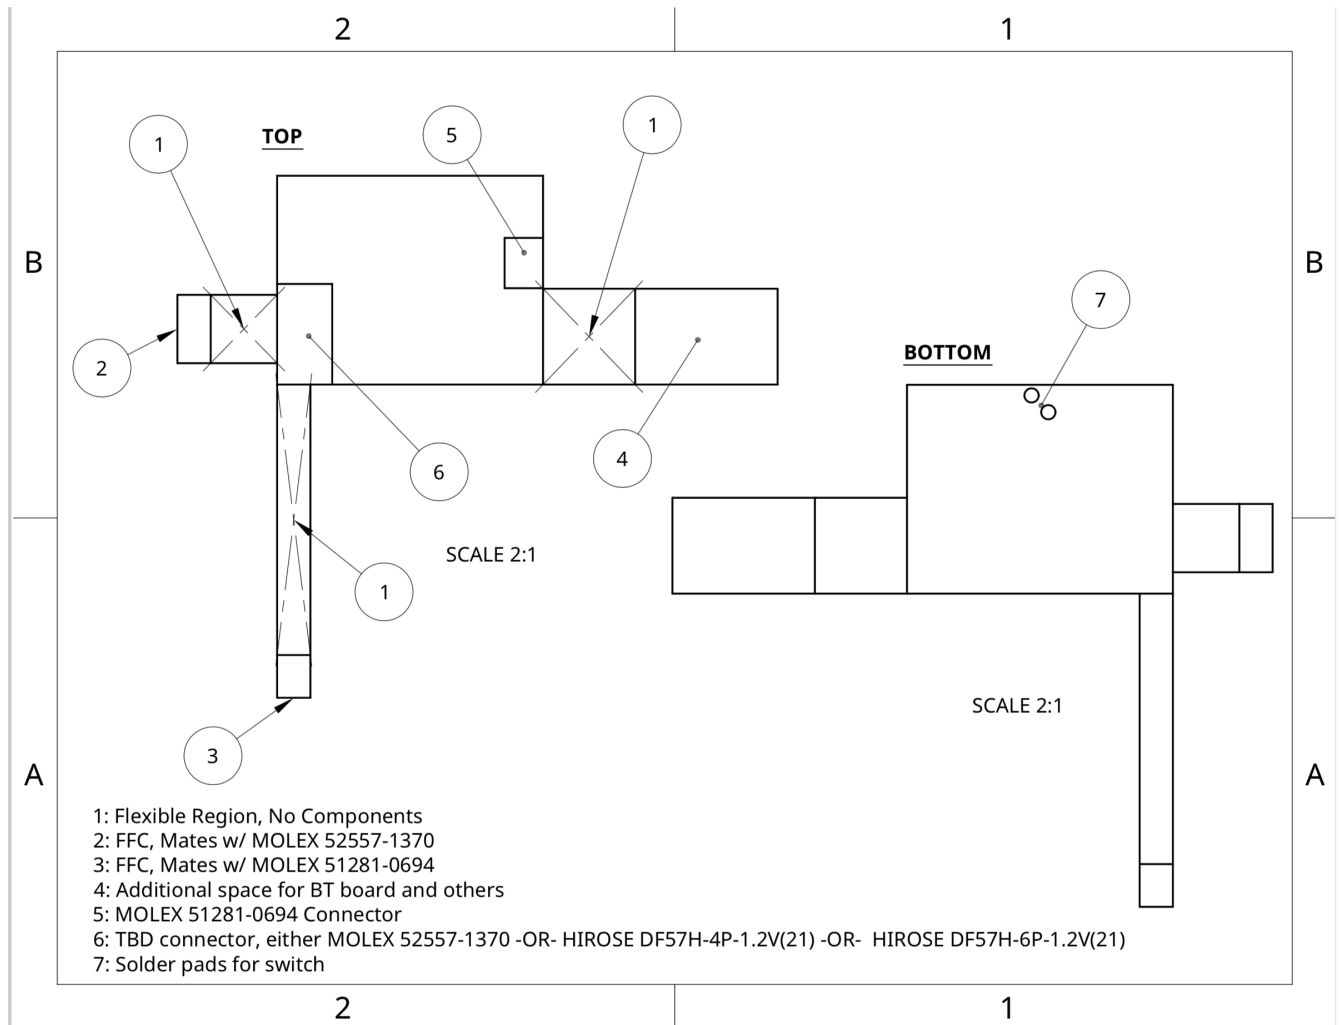 2
1
1
TOP
5
1
B
B
7
2
BOTTOM
4
6
SCALE 2:1
1
SCALE 2:1
3
A
A
1: Flexible Region, No Components
2: FFC, Mates w/ MOLEX 52557-1370
3: FFC, Mates w/ MOLEX 51281-0694
4: Additional space for BT board and others
5: MOLEX 51281-0694 Connector
6: TBD connector, either MOLEX 52557-1370 -OR- HIROSE DF57H-4P-1.2V(21) -OR-  HIROSE DF57H-6P-1.2V(21)
7: Solder pads for switch
2
1